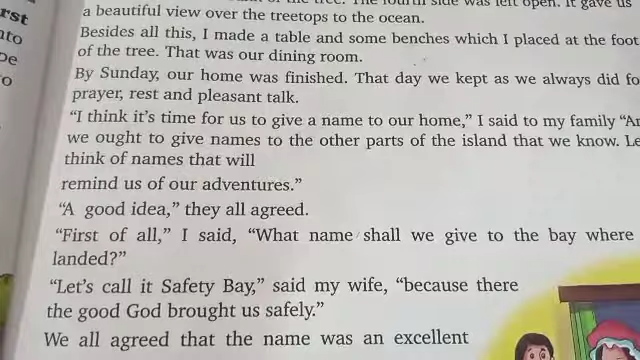 rst
a beautiful view over the treetops to the ocean.
Besides all this, I made a table and some benches which I placed at the foot
of the tree. That was our dining room.
By Sunday, our home was finished. That day we kept as we always did fo
prayer, rest and pleasant talk.
“I think it’s time for us to give a name to our home,” I said to my family “An
we ought to give names to the other parts of the island that we know. Le
think of names that will
remind us of our adventures.”
“A good idea,” they all agreed.
“First of all,” I said, “What name shall we give to the bay where
landed?”
“Let’s call it Safety Bay,” said my wife, “because there
the good God brought us safely.”
We all agreed that the name was an excellent